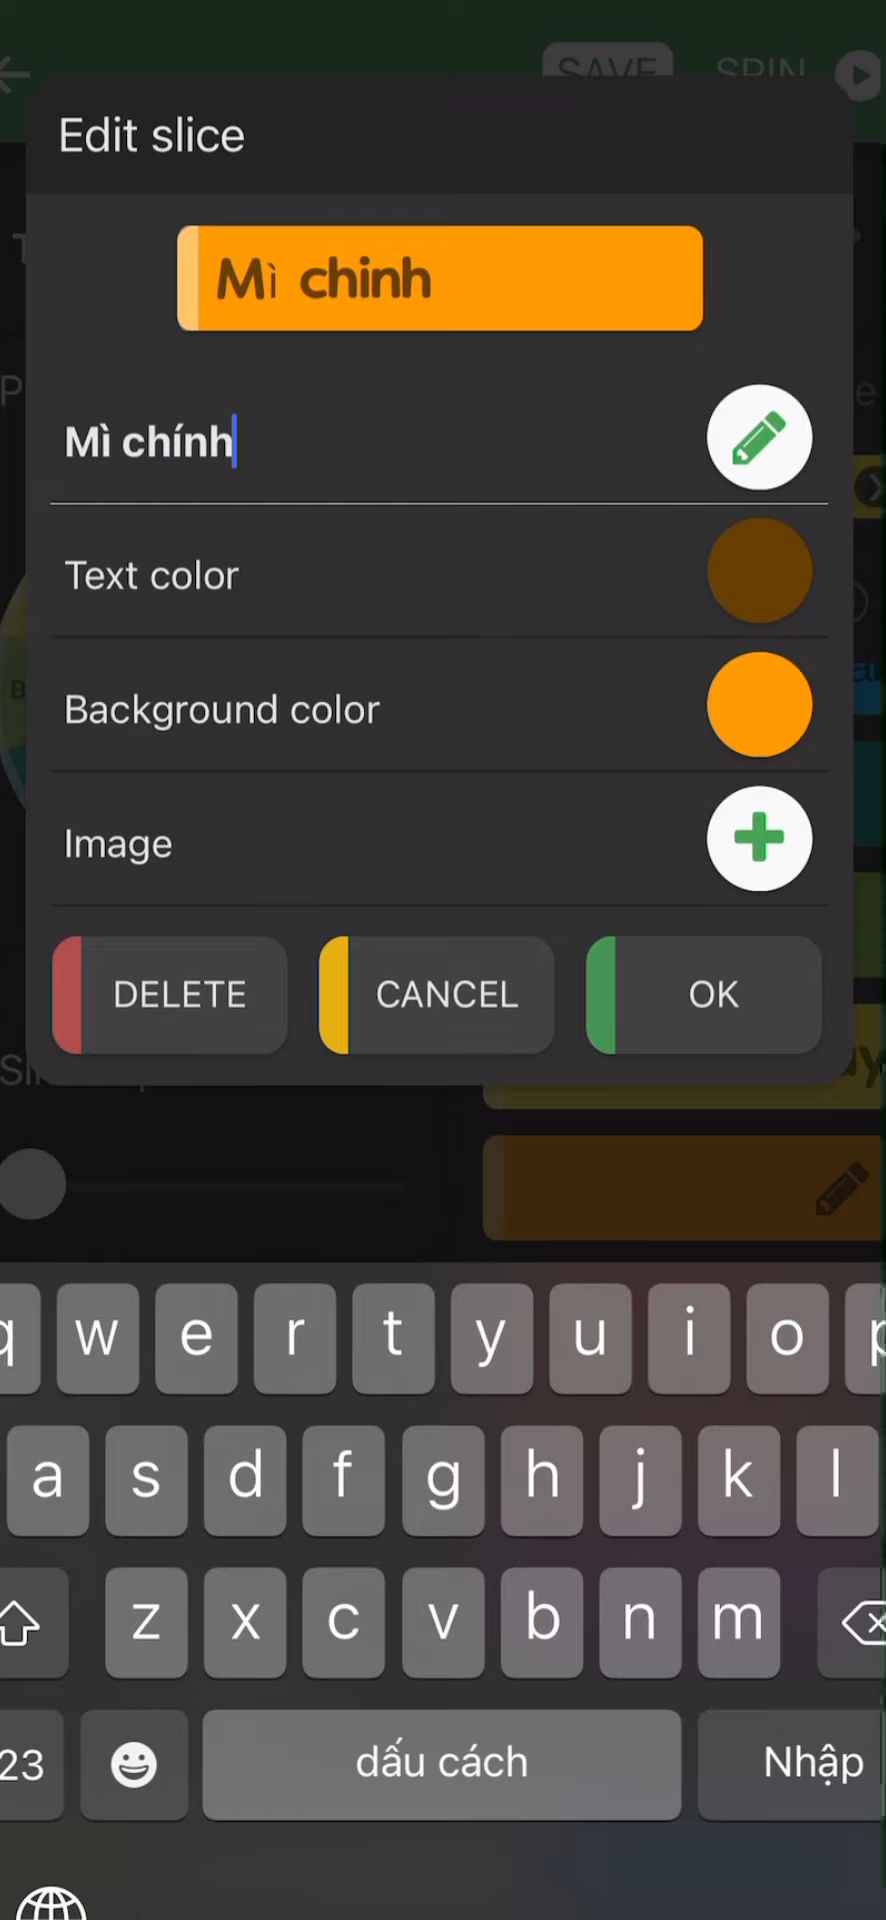 SAVE SPIN
Edit slice
Mì chinh
Mì chính
Text color
Background color
Image
DELETE CANCEL OK
q w e r t y u i o p
a s d f g h j k l
z x c v b n m
23 dấu cách Nhập